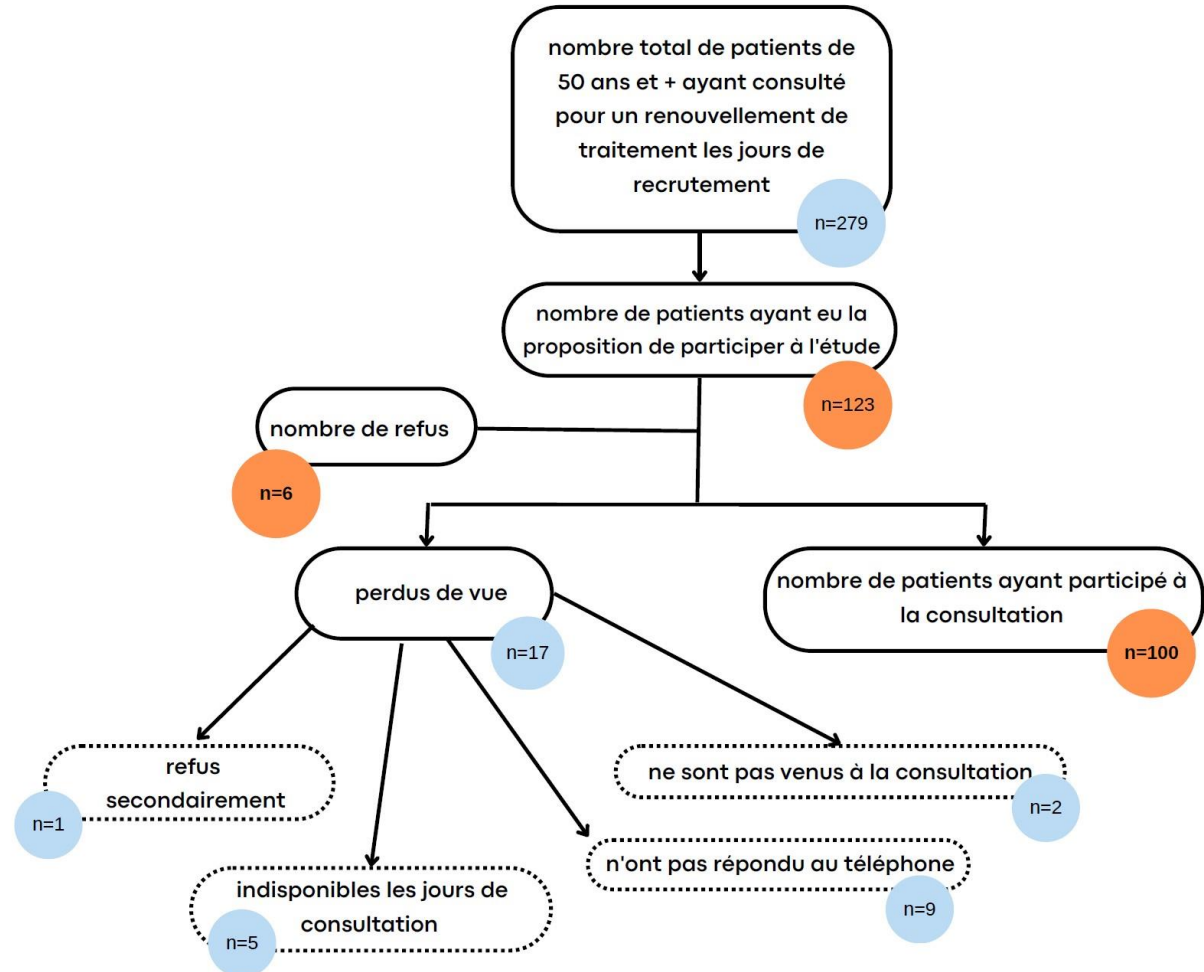 nombre total de patients de
50 ans et + ayant consulté
pour un renouvellement de
traitement les jours de
recrutement
n=279
nombre de patients ayant eu la
proposition de participer à l'étude
n=123
nombre de refus
n=6
perdus de vue
n=17
nombre de patients ayant participé à
la consultation
n=100
refus
secondairement
n=1
ne sont pas venus à la consultation
n=2
n'ont pas répondu au téléphone
n=9
indisponibles les jours de
consultation
n=5